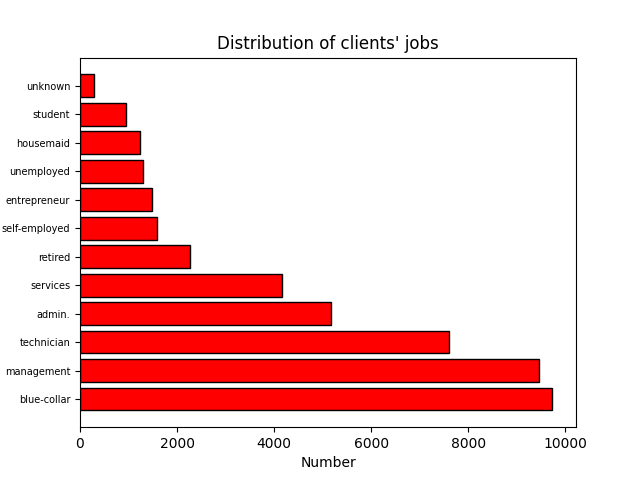 Distribution of clients' jobs
unknown
student
housemaid
unemployed
entrepreneur
self-employed
retired
services
admin.
technician
management
blue-collar
0 2000 4000 6000 8000 10000
Number